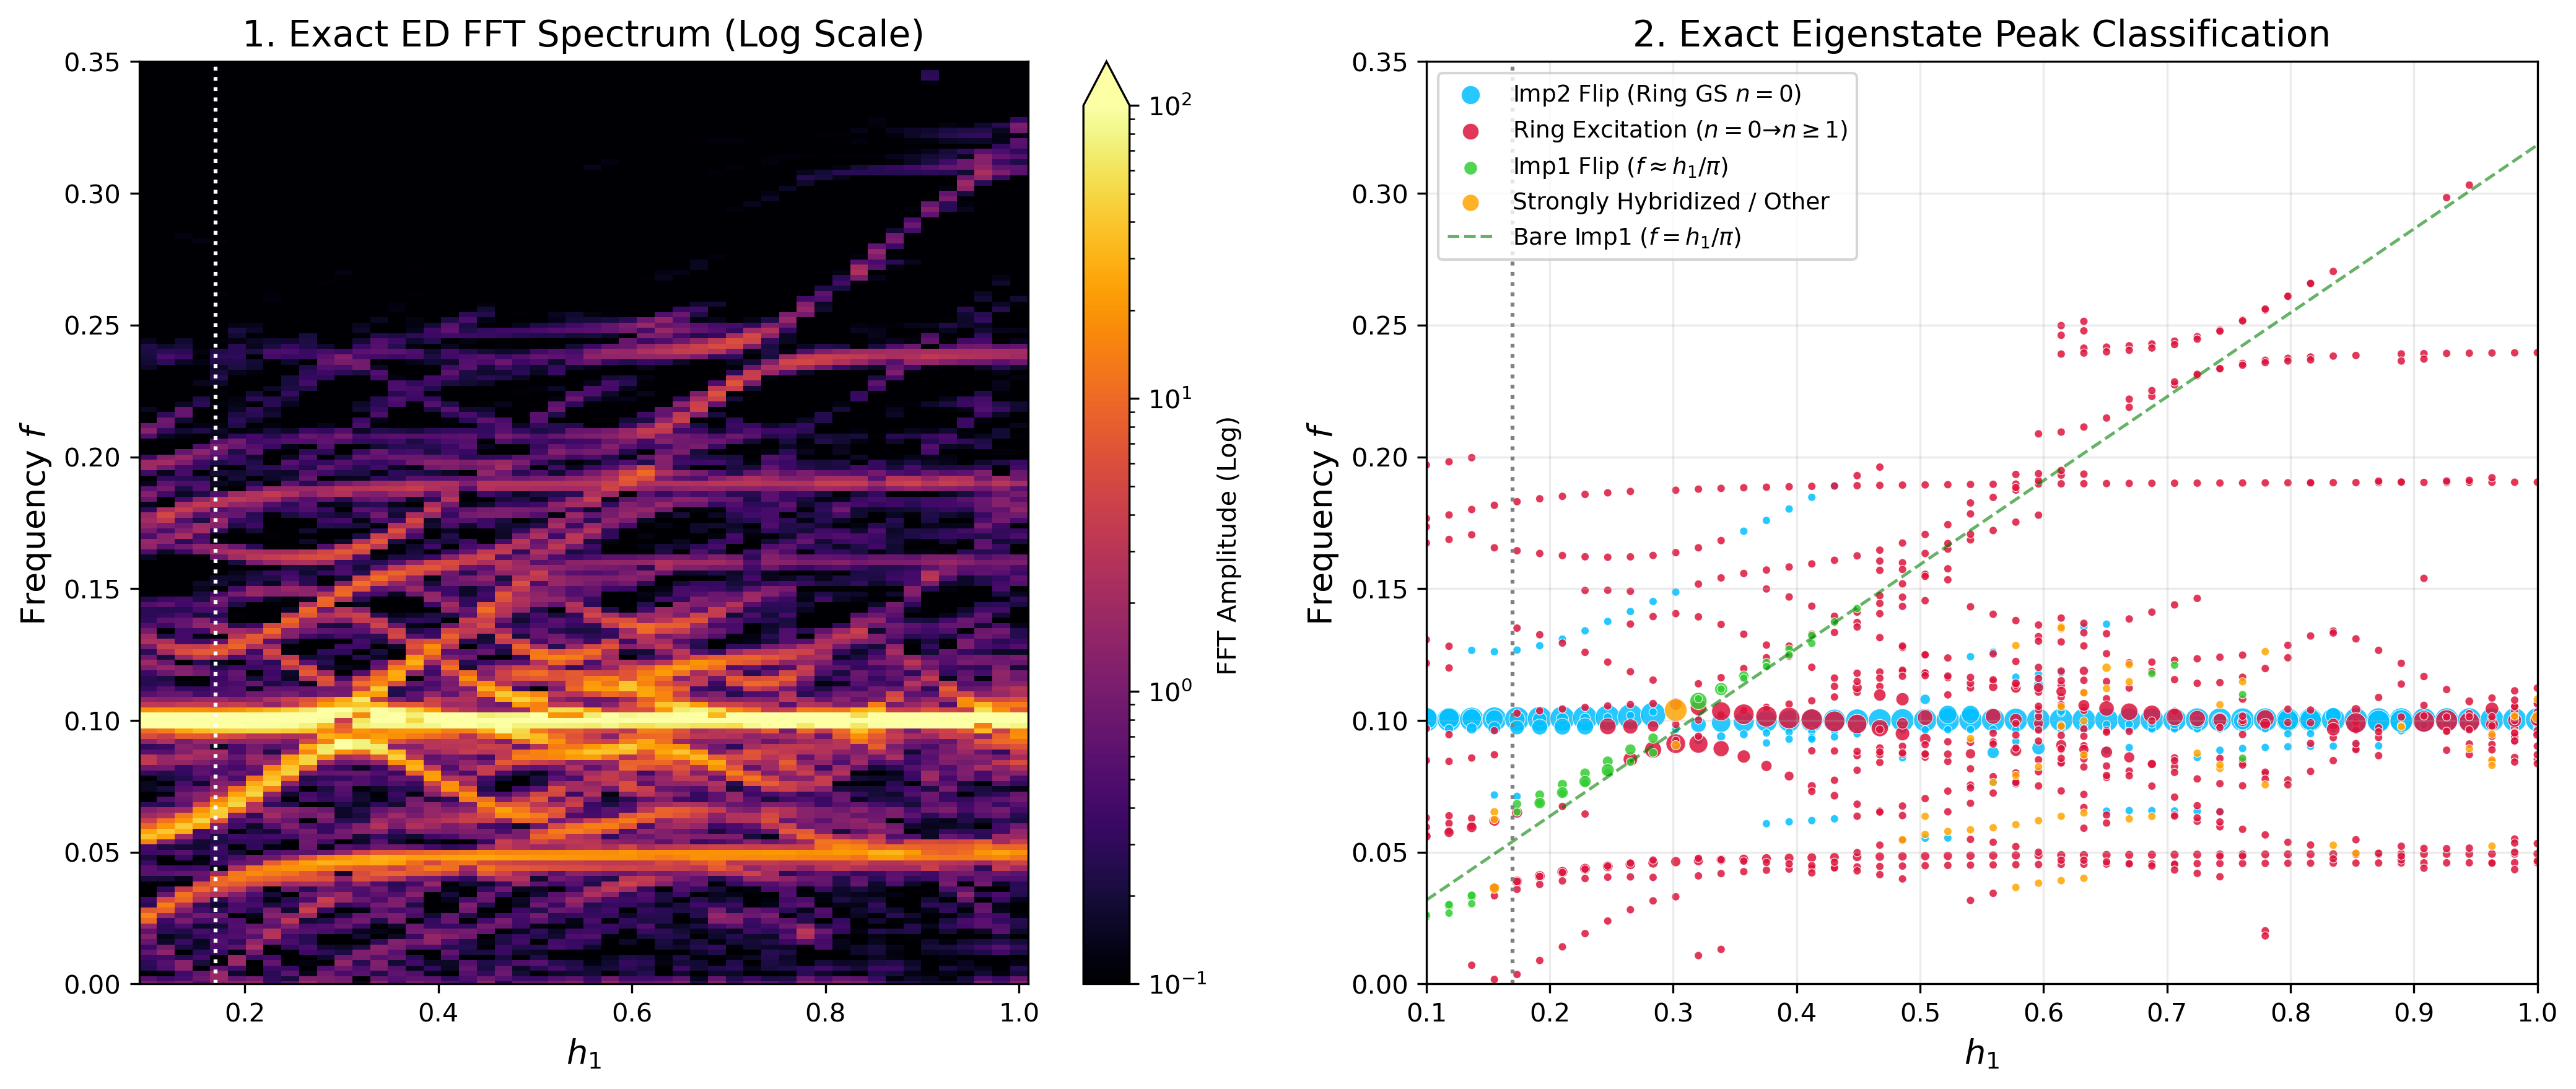 1. Exact ED FFT Spectrum (Log Scale)
Frequency f
0.35
0.30
0.25
0.20
0.15
0.10
0.05
0.00
0.2
0.4
0.6
0.8
1.0
h₁
10²
10¹
10⁰
10⁻¹
FFT Amplitude (Log)
2. Exact Eigenstate Peak Classification
Frequency f
0.35
0.30
0.25
0.20
0.15
0.10
0.05
0.00
Imp2 Flip (Ring GS n = 0)
Ring Excitation (n = 0→n ≥ 1)
Imp1 Flip (f ≈ h₁/π)
Strongly Hybridized / Other
Bare Imp1 (f = h₁/π)
0.1
0.2
0.3
0.4
0.5
0.6
0.7
0.8
0.9
1.0
h₁